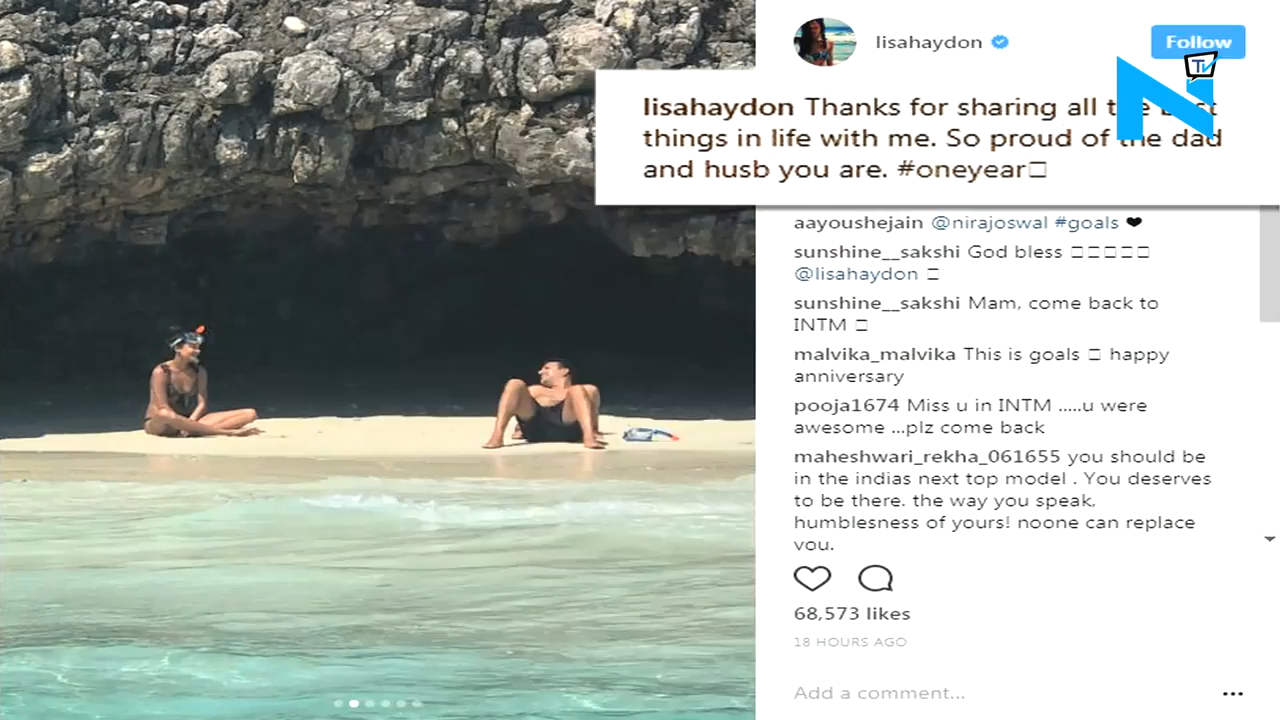 lisahaydon
Follow
TV
lisahaydon Thanks for sharing all the best
things in life with me. So proud of the dad
and husb you are. #oneyear
aayoushejain @nirajoswal #goals ❤
sunshine__sakshi God bless
@lisahaydon
sunshine__sakshi Mam, come back to
INTM
malvika_malvika This is goals happy
anniversary
pooja1674 Miss u in INTM .....u were
awesome ...plz come back
maheshwari_rekha_061655 you should be
in the indias next top model . You deserves
to be there. the way you speak,
humblesness of yours! noone can replace
you.
68,573 likes
18 HOURS AGO
Add a comment...